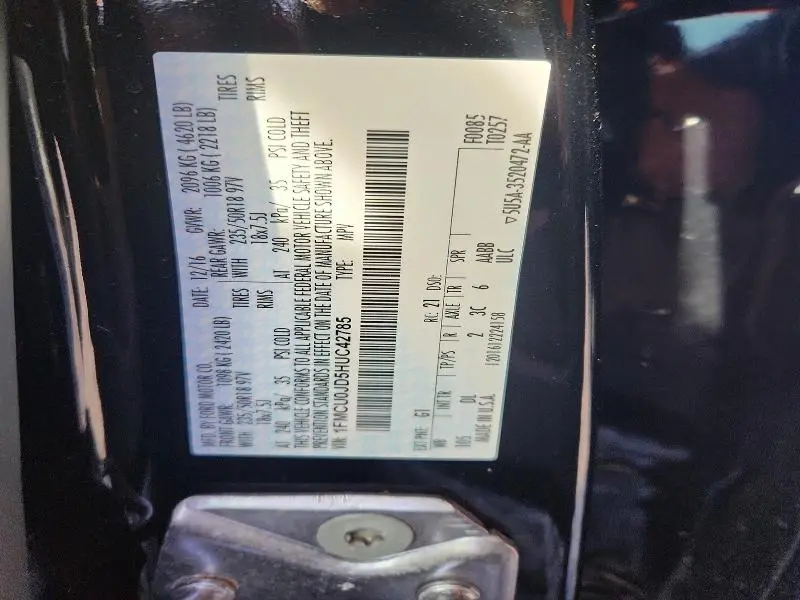 MFD. BY FORD MOTOR CO.
DATE: 12/16 GVWR: 2096 KG ( 4620 LB)
FRONT GAWR: 1098 KG ( 2420 LB) REAR GAWR: 1006 KG ( 2218 LB)
235/50R18 97V TIRES WITH 235/50R18 97V TIRES
18x7.5J RIMS 18x7.5J RIMS
AT 240 kPa/ 35 PSI COLD AT 240 kPa/ 35 PSI COLD
THIS VEHICLE CONFORMS TO ALL APPLICABLE FEDERAL MOTOR VEHICLE SAFETY AND THEFT
PREVENTION STANDARDS IN EFFECT ON THE DATE OF MANUFACTURE SHOWN ABOVE.
VIN: 1FMCU0JD5HUC42785 TYPE: MPV
F0085
T0257
EXT PNT: G1 RC: 21 DSO:
WB INT TR TP/PS R AXLE TR SPR
105 DL 2 3C 6 AABB
ULC
MADE IN U.S.A. ▽5U5A-3520472-AA